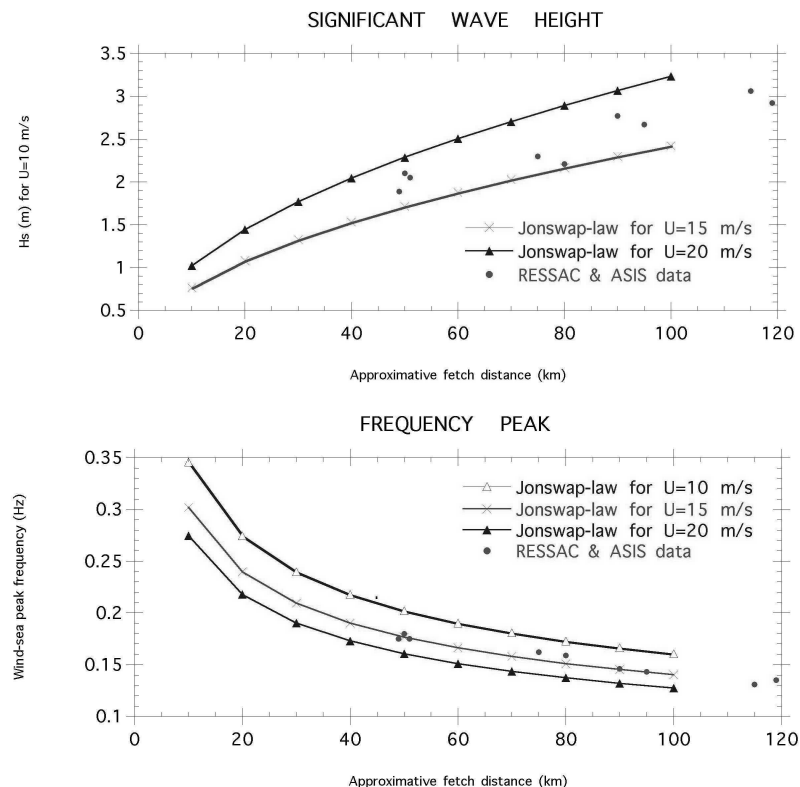 SIGNIFICANT WAVE HEIGHT
3.5
3
2.5
2
1.5
1
0.5
Hs (m) for U=10 m/s
Jonswap-law for U=15 m/s
Jonswap-law for U=20 m/s
RESSAC & ASIS data
0 20 40 60 80 100 120
Approximative fetch distance (km)
FREQUENCY PEAK
0.35
0.3
0.25
0.2
0.15
0.1
Wind-sea peak frequency (Hz)
Jonswap-law for U=10 m/s
Jonswap-law for U=15 m/s
Jonswap-law for U=20 m/s
RESSAC & ASIS data
0 20 40 60 80 100 120
Approximative fetch distance (km)